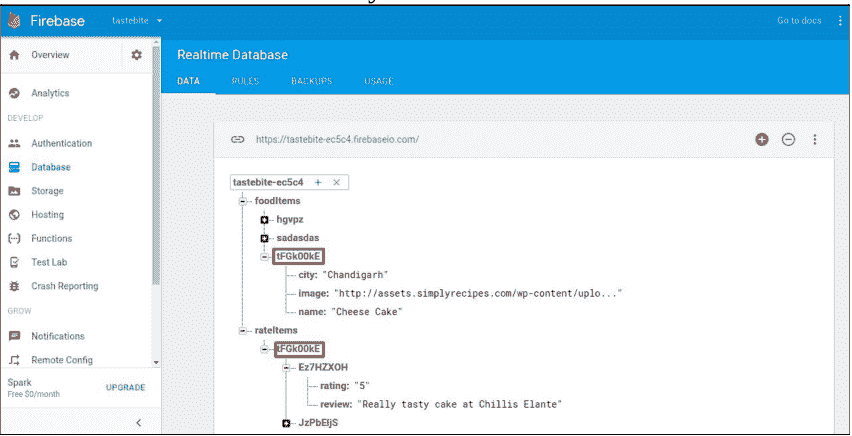 Firebase
tastebite
Go to docs
Overview
Realtime Database
DATA
RULES
BACKUPS
USAGE
Analytics
DEVELOP
Authentication
Database
Storage
Hosting
Functions
Test Lab
Crash Reporting
GROW
Notifications
Remote Config
Spark
Free $0/month
UPGRADE
https://tastebite-ec5c4.firebaseio.com/
tastebite-ec5c4
foodItems
hgvpz
sadasdas
tFGk00kE
city: "Chandigarh"
image: "http://assets.simplyrecipes.com/wp-content/uplo..."
name: "Cheese Cake"
rateItems
tFGk00kE
Ez7HZXOH
rating: "5"
review: "Really tasty cake at Chillis Elante"
JzPbEljS